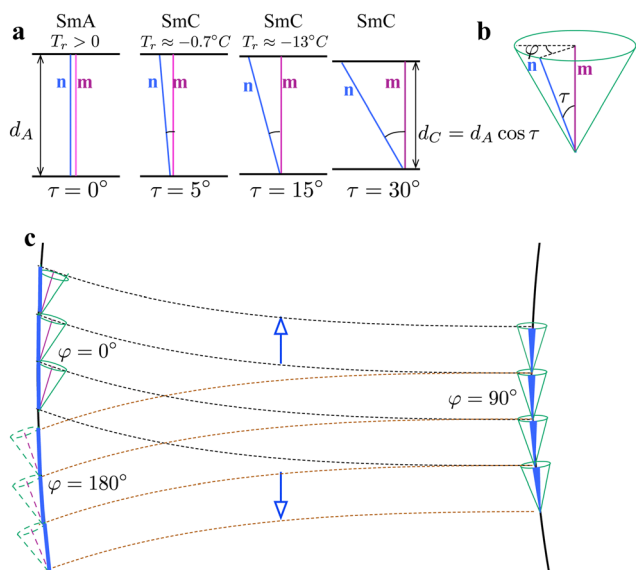 a
SmA
T_r > 0
SmC
T_r ≈ −0.7°C
SmC
T_r ≈ −13°C
SmC
n m
n m
n m
n m
d_A
d_C = d_A cos τ
τ = 0°
τ = 5°
τ = 15°
τ = 30°
b
φ
n
m
τ
c
φ = 0°
φ = 90°
φ = 180°